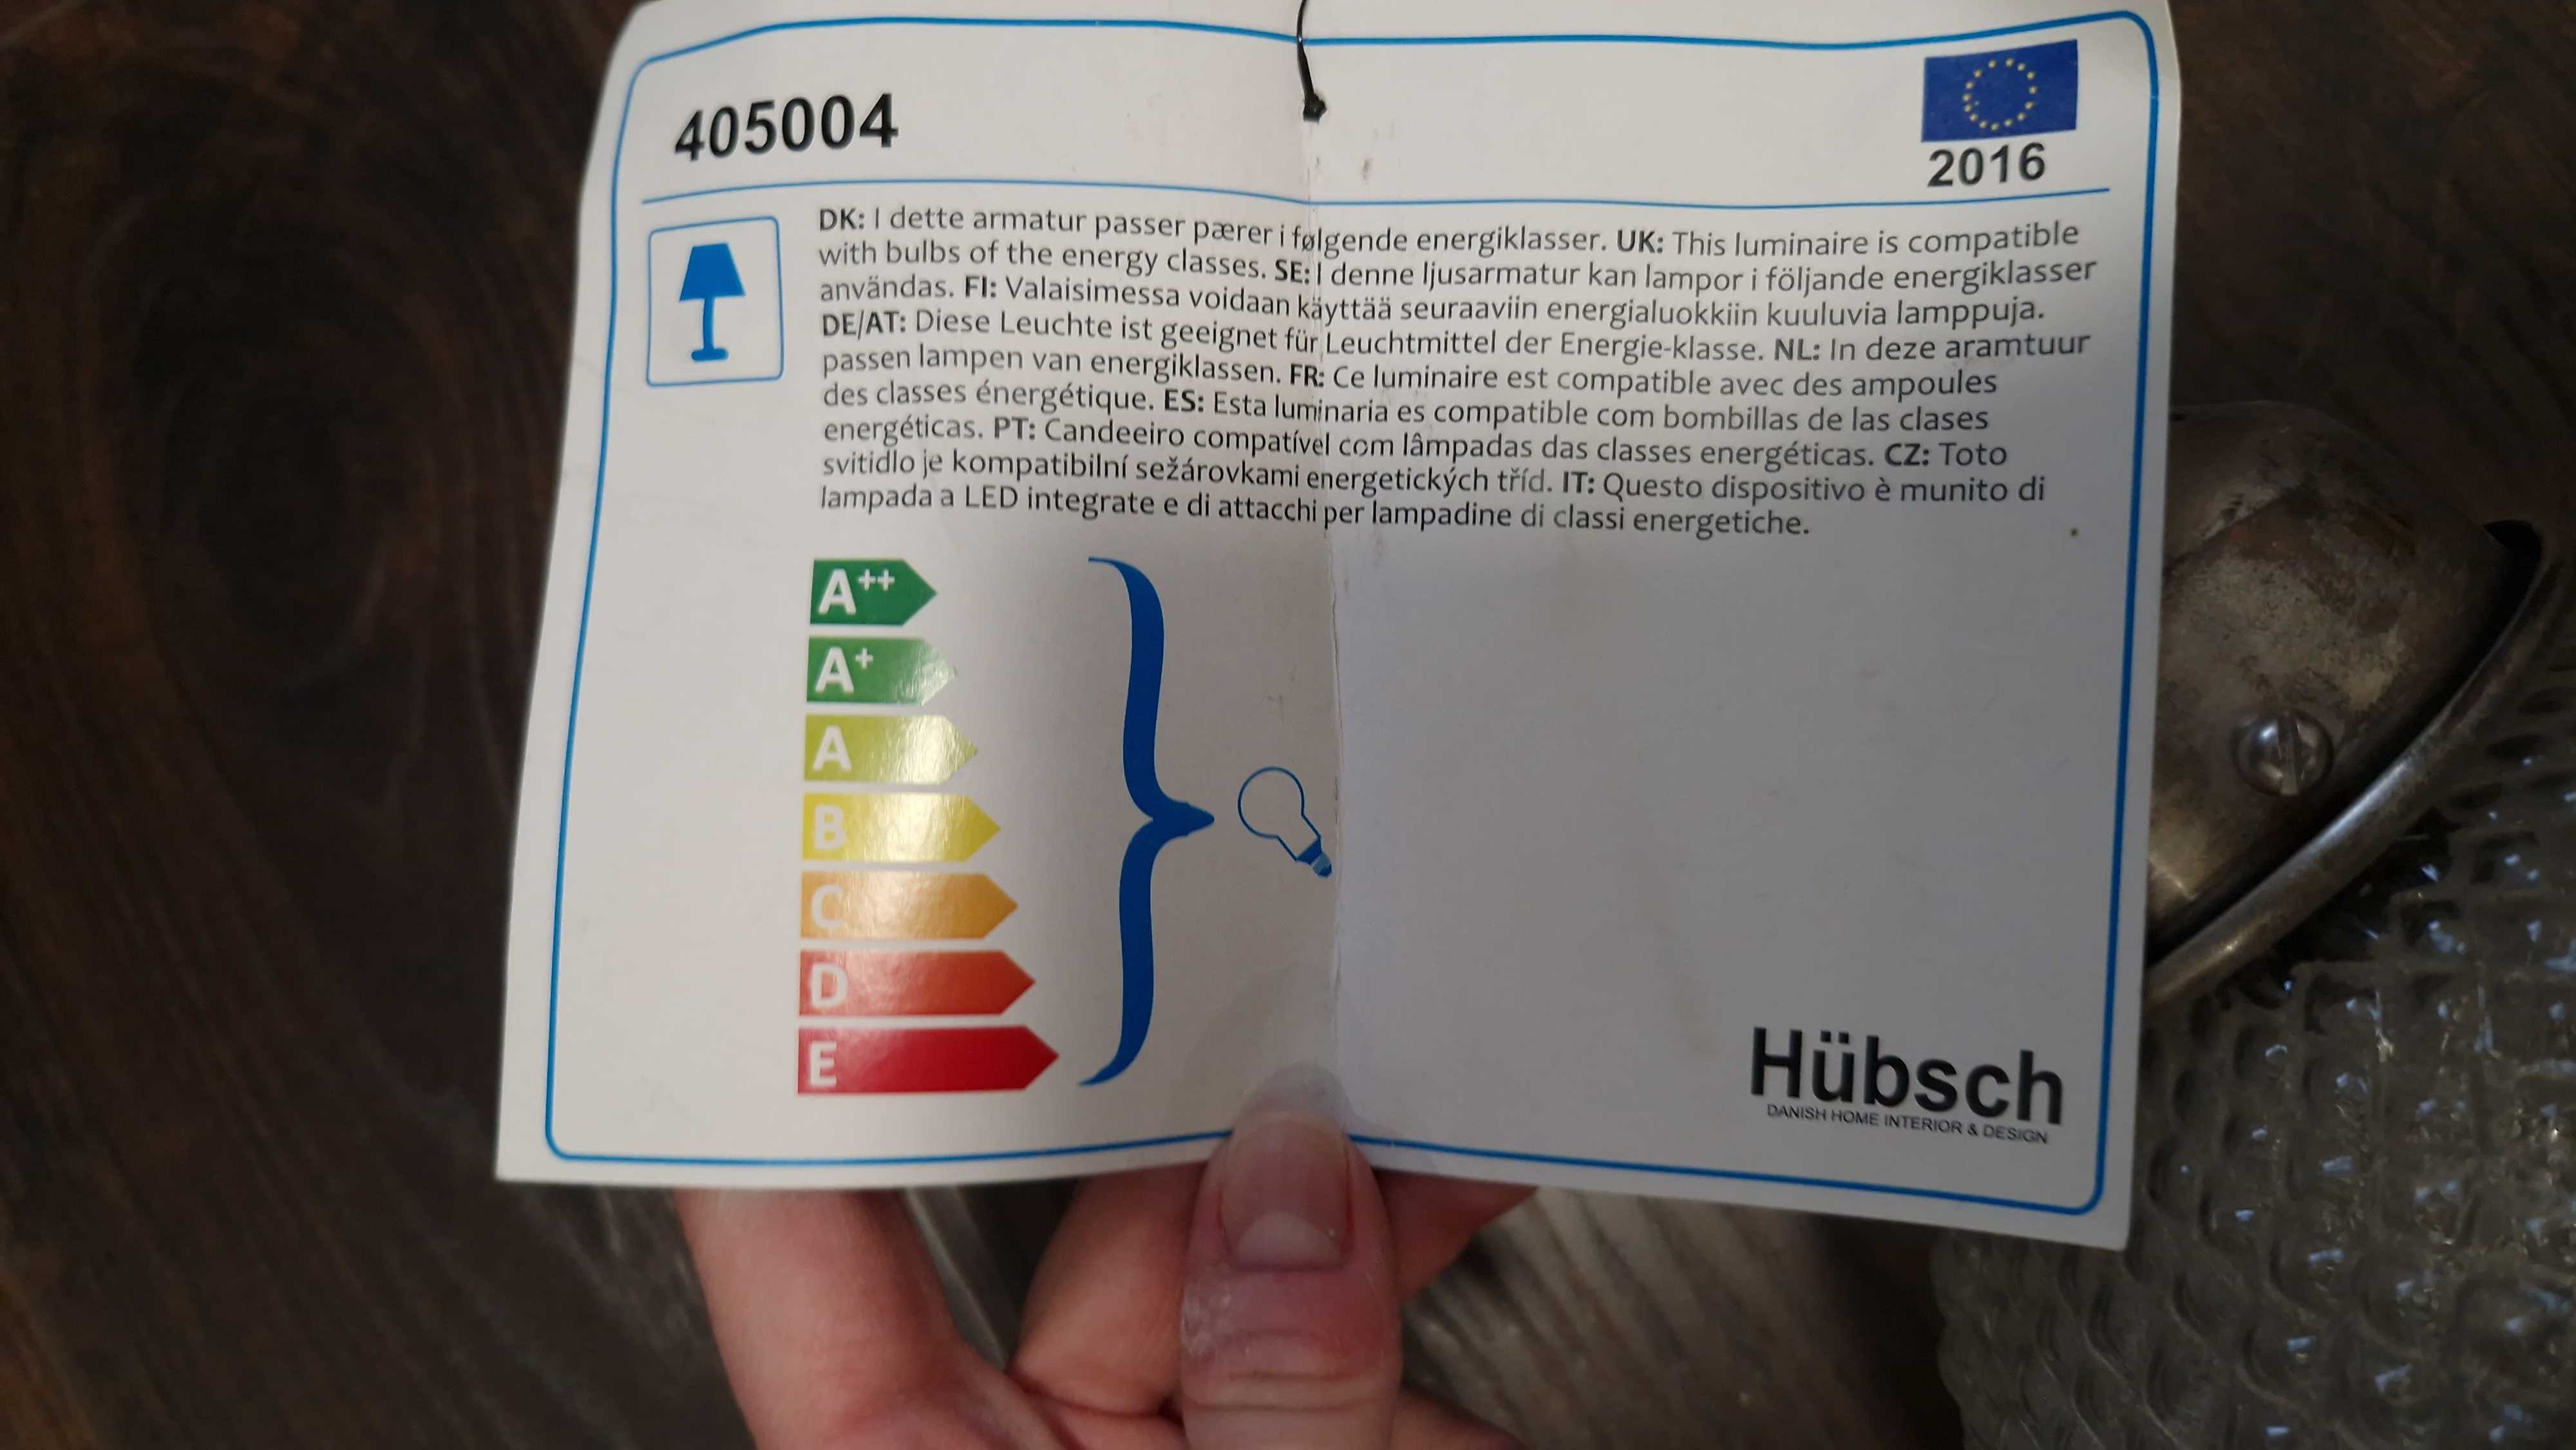 405004
2016
DK: I dette armatur passer pærer i følgende energiklasser. UK: This luminaire is compatible
with bulbs of the energy classes. SE: I denne ljusarmatur kan lampor i följande energiklasser
användas. FI: Valaisimessa voidaan käyttää seuraaviin energialuokkiin kuuluvia lamppuja.
DE/AT: Diese Leuchte ist geeignet für Leuchtmittel der Energie-klasse. NL: In deze aramtuur
passen lampen van energiklassen. FR: Ce luminaire est compatible avec des ampoules
des classes énergétique. ES: Esta luminaria es compatible com bombillas de las clases
energéticas. PT: Candeeiro compatível com lâmpadas das classes energéticas. CZ: Toto
svitidlo je kompatibilní sežárovkami energetických tříd. IT: Questo dispositivo è munito di
lampada a LED integrate e di attacchi per lampadine di classi energetiche.
A++
A+
A
B
C
D
E
Hübsch
DANISH HOME INTERIOR & DESIGN